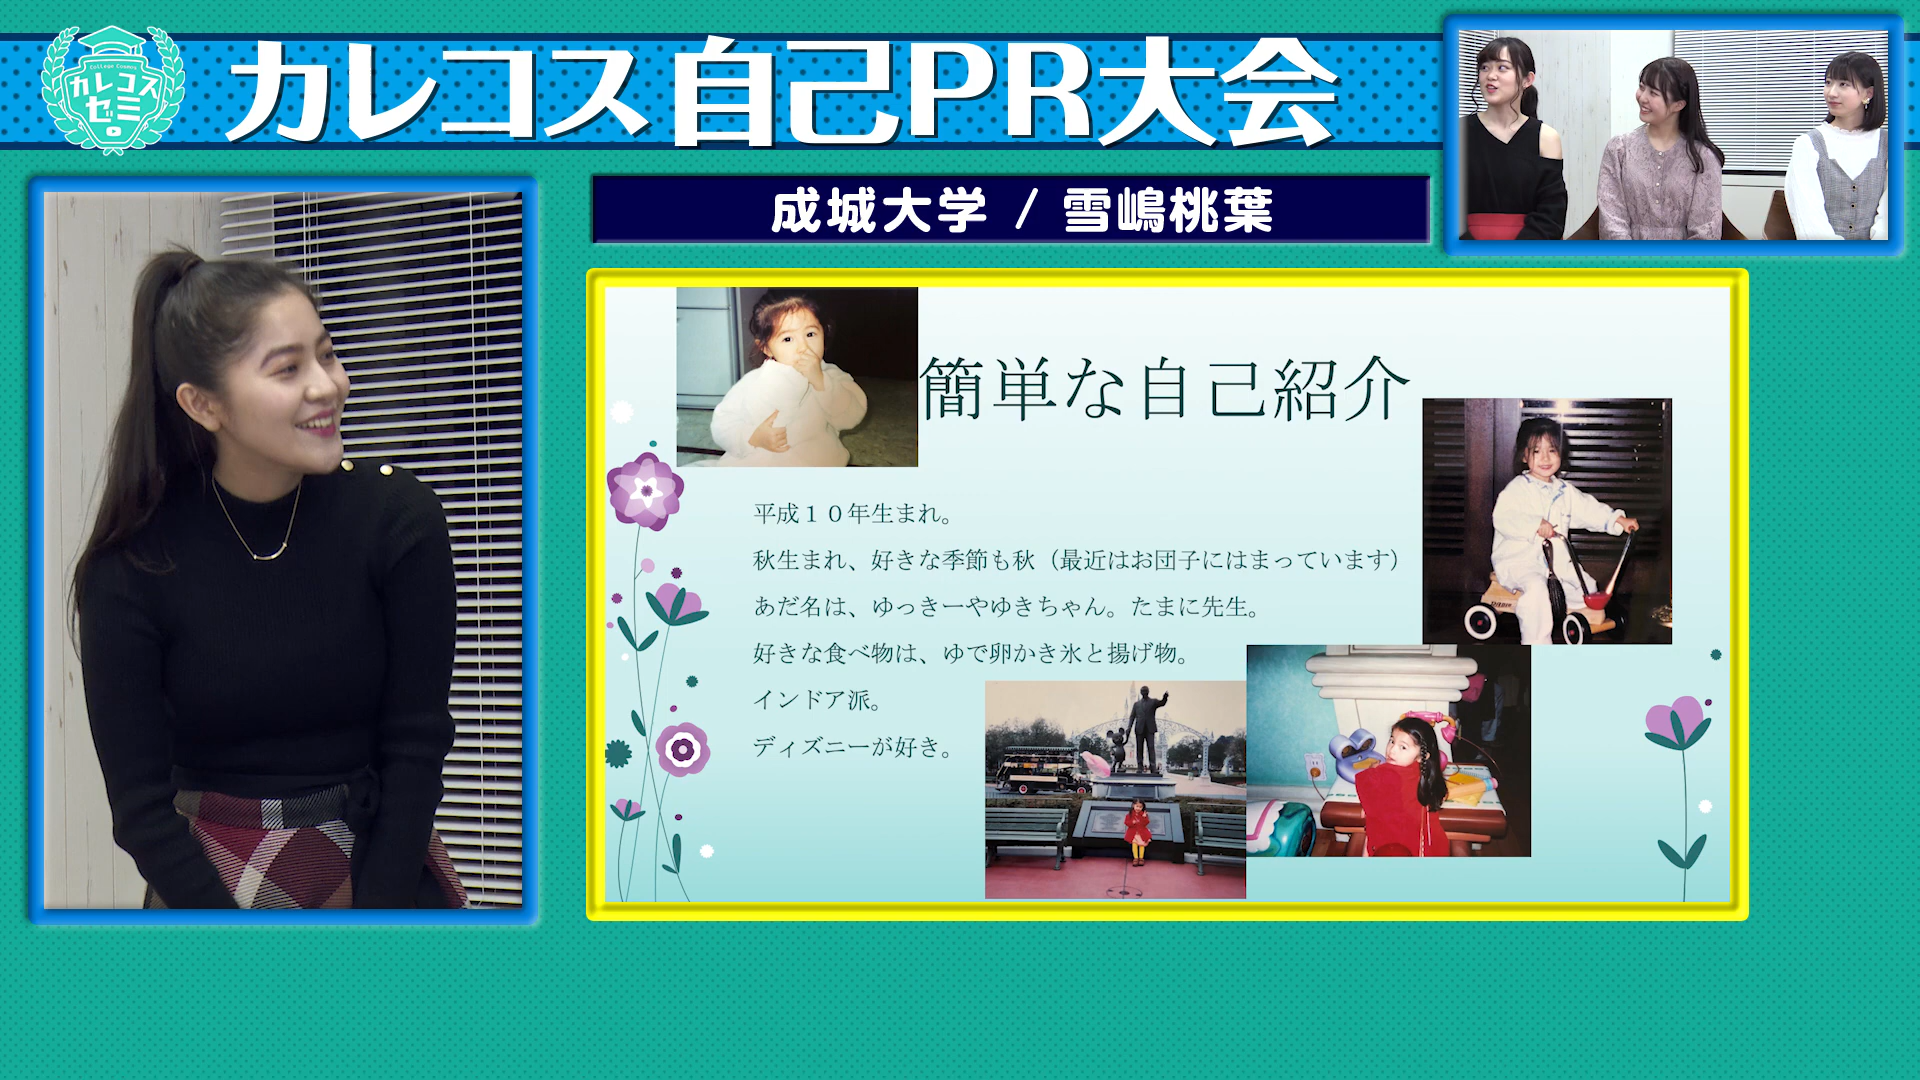 College Cosmos
カレコス
ゼミ
カレコス自己PR大会
成城大学 / 雪嶋桃葉
簡単な自己紹介
平成10年生まれ。
秋生まれ、好きな季節も秋（最近はお団子にはまっています）
あだ名は、ゆっきーやゆきちゃん。たまに先生。
好きな食べ物は、ゆで卵かき氷と揚げ物。
インドア派。
ディズニーが好き。